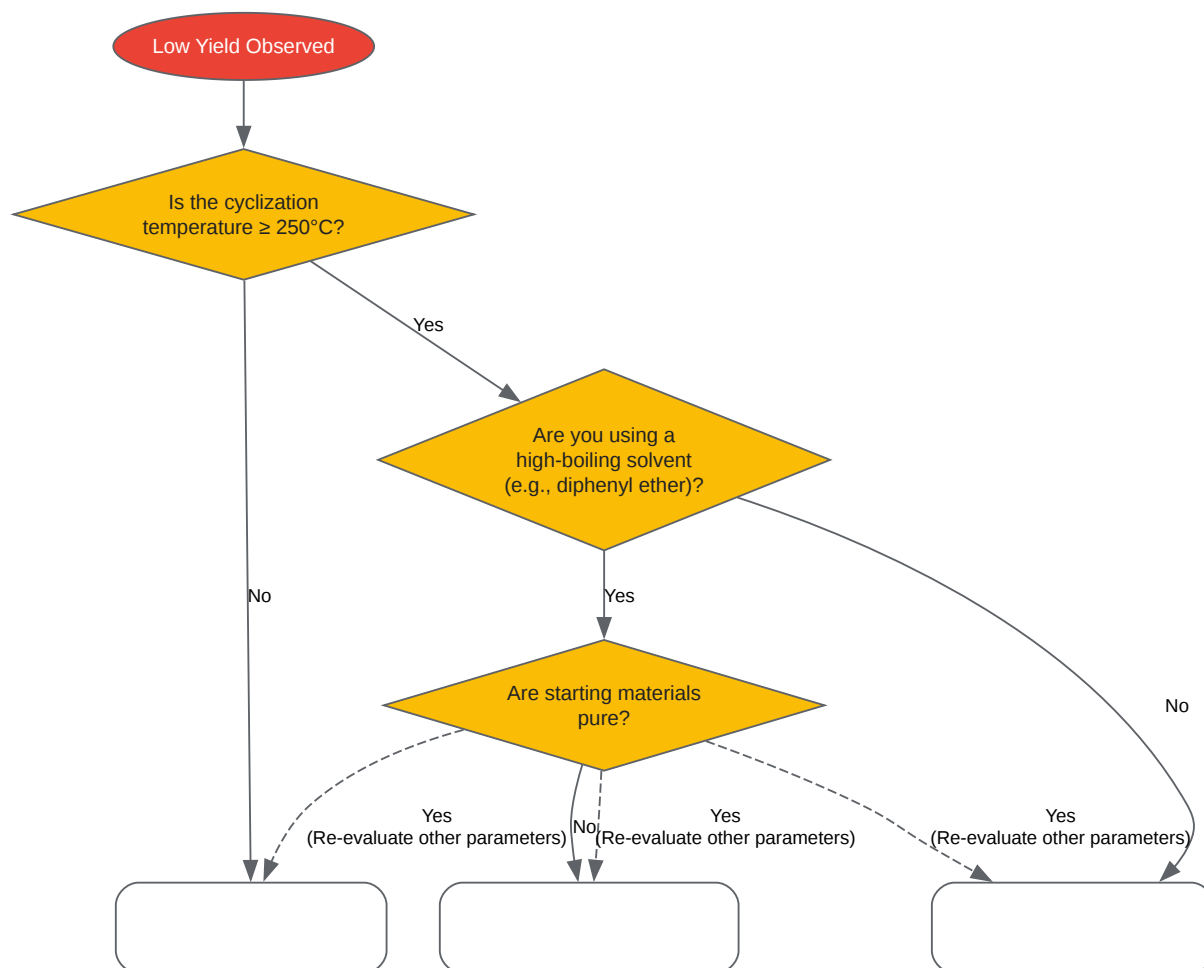 Low Yield Observed
Is the cyclization
temperature ≥ 250°C?
Yes
Are you using a
high-boiling solvent
(e.g., diphenyl ether)?
No
Yes
Are starting materials
pure?
No
Yes
(Re-evaluate other parameters)
No
Yes
(Re-evaluate other parameters)
Yes
(Re-evaluate other parameters)